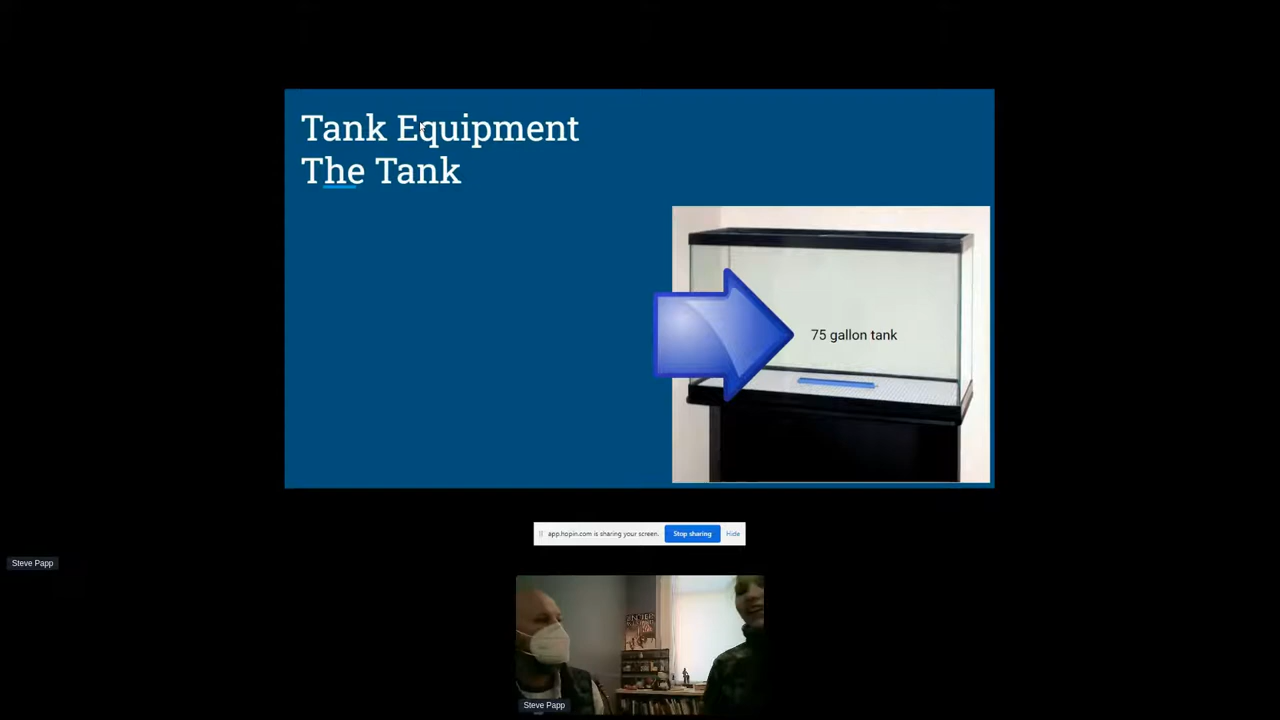 Tank Equipment
The Tank
75 gallon tank
app.hopin.com is sharing your screen.
Stop sharing
Hide
Steve Papp
Steve Papp